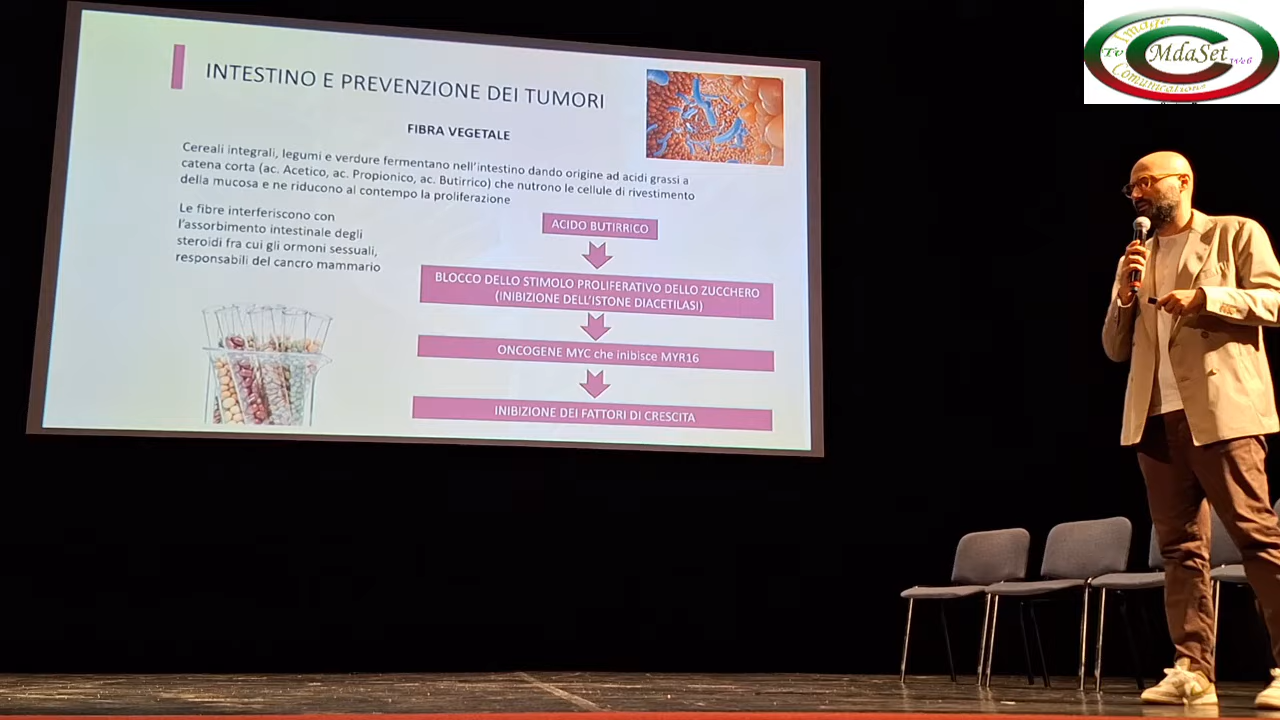 INTESTINO E PREVENZIONE DEI TUMORI
FIBRA VEGETALE
Cereali integrali, legumi e verdure fermentano nell'intestino dando origine ad acidi grassi a
catena corta (ac. Acetico, ac. Propionico, ac. Butirrico) che nutrono le cellule di rivestimento
della mucosa e ne riducono al contempo la proliferazione
Le fibre interferiscono con
l'assorbimento intestinale degli
steroidi fra cui gli ormoni sessuali,
responsabili del cancro mammario
ACIDO BUTIRRICO
BLOCCO DELLO STIMOLO PROLIFERATIVO DELLO ZUCCHERO
(INIBIZIONE DELL'ISTONE DIACETILASI)
ONCOGENE MYC che inibisce MYR16
INIBIZIONE DEI FATTORI DI CRESCITA
Image
Tv MdaSet Web
Comunications